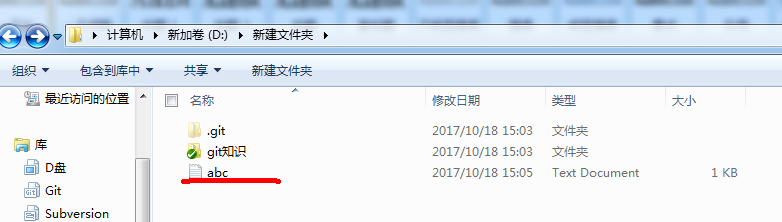 计算机 新加卷 (D:) 新建文件夹
组织 包含到库中 共享 新建文件夹
最近访问的位置
库
D盘
Git
Subversion
名称 修改日期 类型 大小
.git 2017/10/18 15:03 文件夹
git知识 2017/10/18 15:03 文件夹
abc 2017/10/18 15:05 Text Document 1 KB